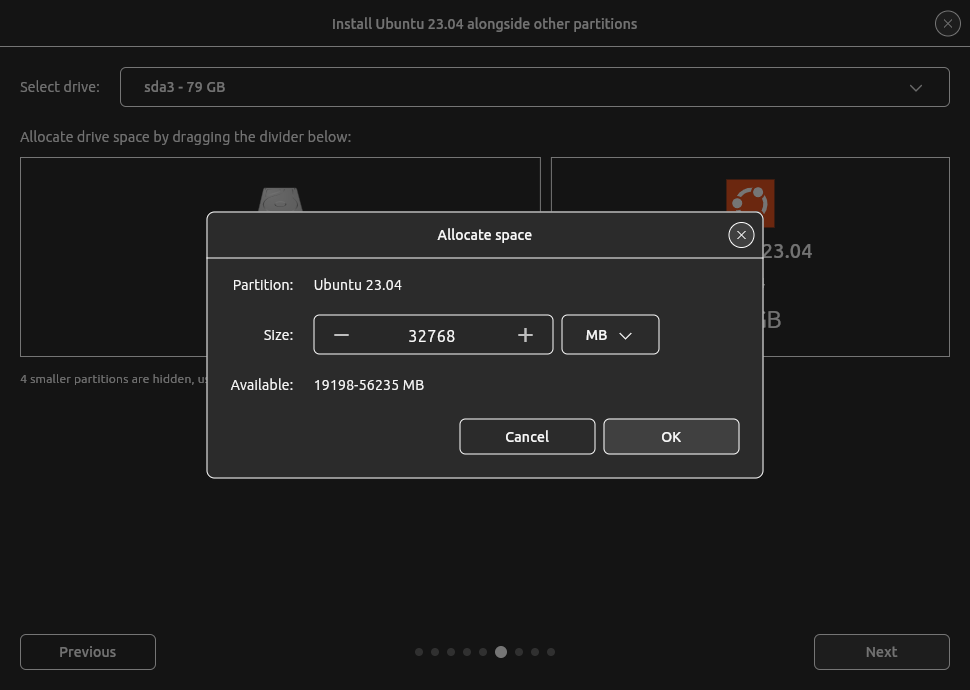 Install Ubuntu 23.04 alongside other partitions
Select drive: sda3 - 79 GB
Allocate drive space by dragging the divider below:
23.04
Allocate space
Partition: Ubuntu 23.04
Size: 32768 MB
GB
4 smaller partitions are hidden,
Available: 19198-56235 MB
Cancel OK
Previous Next